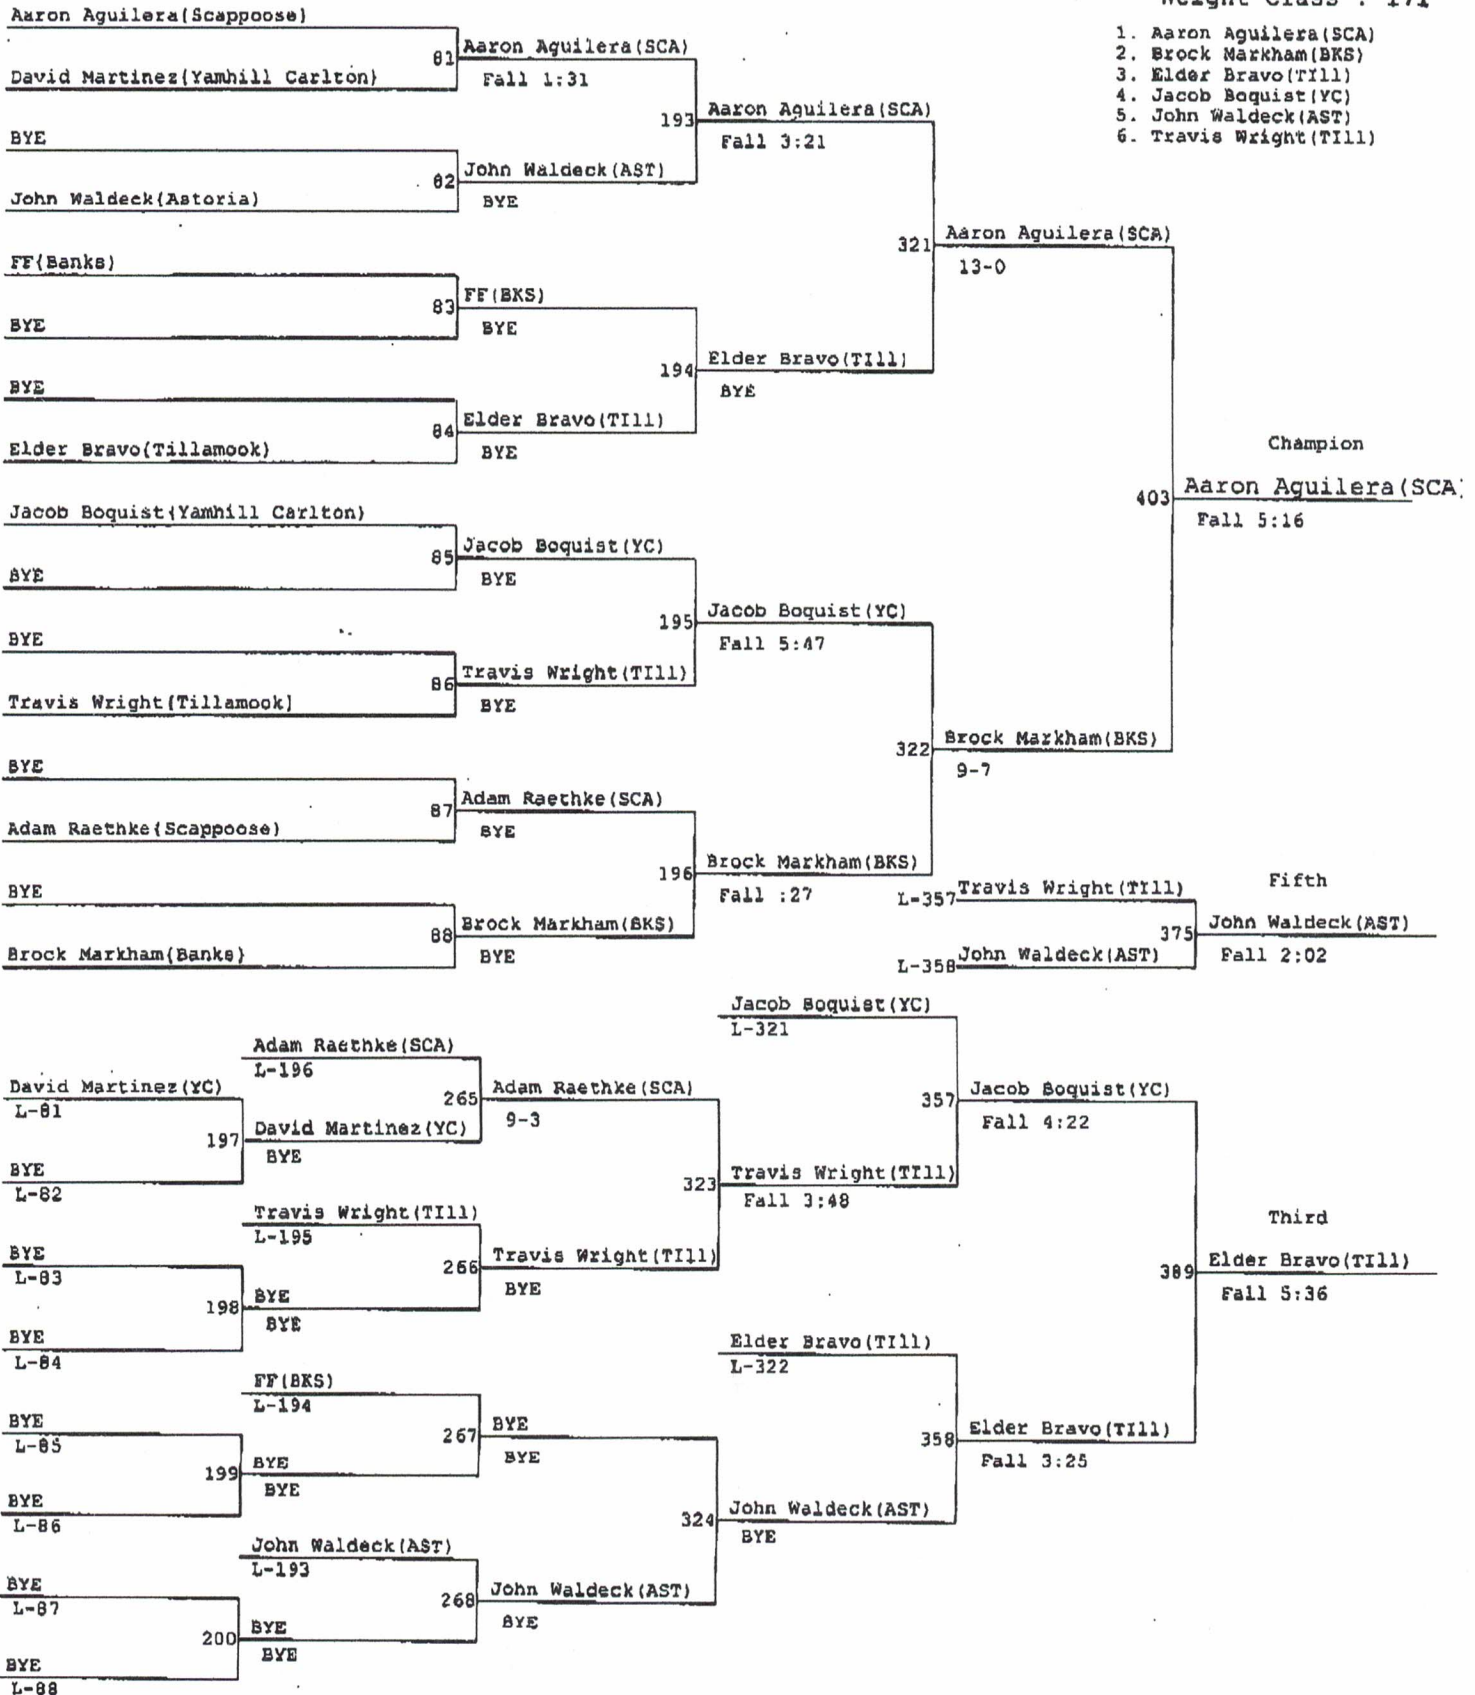 Weight Class : 171
1. Aaron Aguilera(SCA)
2. Brock Markham(BKS)
3. Elder Bravo(TIll)
4. Jacob Boquist(YC)
5. John Waldeck(AST)
6. Travis Wright(TIll)
Aaron Aguilera(Scappoose)
81 Aaron Aguilera(SCA)
David Martinez(Yamhill Carlton)
Fall 1:31
193 Aaron Aguilera(SCA)
Fall 3:21
BYE
82 John Waldeck(AST)
John Waldeck(Astoria)
BYE
321 Aaron Aguilera(SCA)
13-0
FF(Banks)
83 FF(BKS)
BYE
BYE
194 Elder Bravo(TIll)
BYE
BYE
84 Elder Bravo(TIll)
Elder Bravo(Tillamook)
BYE
Champion
403 Aaron Aguilera(SCA)
Fall 5:16
Jacob Boquist(Yamhill Carlton)
85 Jacob Boquist(YC)
BYE
BYE
195 Jacob Boquist(YC)
Fall 5:47
BYE
86 Travis Wright(TIll)
Travis Wright(Tillamook)
BYE
322 Brock Markham(BKS)
9-7
BYE
87 Adam Raethke(SCA)
Adam Raethke(Scappoose)
BYE
196 Brock Markham(BKS)
Fall :27
BYE
88 Brock Markham(BKS)
Brock Markham(Banks)
BYE
Fifth
L-357 Travis Wright(TIll)
375 John Waldeck(AST)
Fall 2:02
L-358 John Waldeck(AST)
Jacob Boquist(YC)
L-321
Adam Raethke(SCA)
L-196
David Martinez(YC)
L-81
265 Adam Raethke(SCA)
9-3
357 Jacob Boquist(YC)
Fall 4:22
197 David Martinez(YC)
BYE
BYE
L-82
323 Travis Wright(TIll)
Fall 3:48
Travis Wright(TIll)
L-195
Third
BYE
L-83
266 Travis Wright(TIll)
BYE
389 Elder Bravo(TIll)
Fall 5:36
198 BYE
BYE
BYE
L-84
Elder Bravo(TIll)
L-322
FF(BKS)
L-194
BYE
L-85
267 BYE
BYE
358 Elder Bravo(TIll)
Fall 3:25
199 BYE
BYE
BYE
L-86
324 John Waldeck(AST)
BYE
John Waldeck(AST)
L-193
BYE
L-87
268 John Waldeck(AST)
BYE
200 BYE
BYE
BYE
L-88